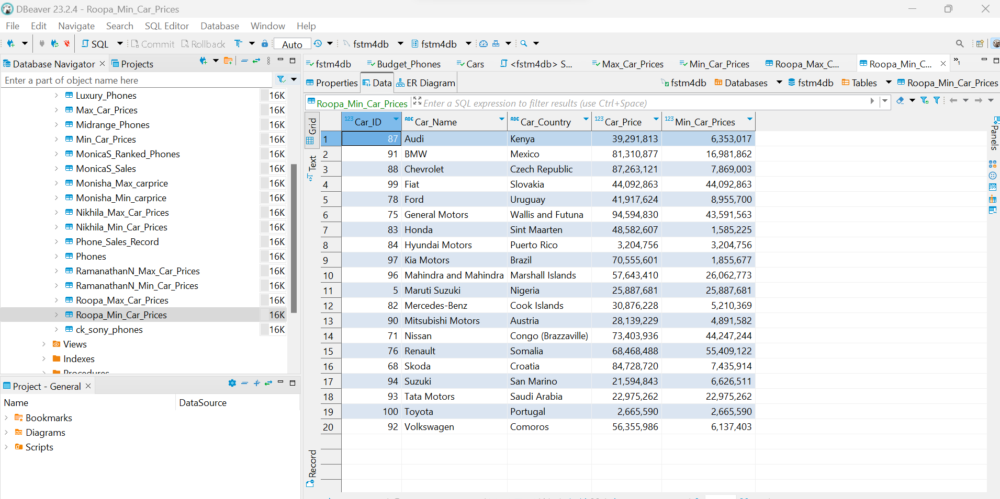 DBeaver 23.2.4 - Roopa_Min_Car_Prices
File Edit Navigate Search SQL Editor Database Window Help
SQL Commit Rollback Auto fstm4db fstm4db
Database Navigator Projects
Enter a part of object name here
Luxury_Phones 16K
Max_Car_Prices 16K
Midrange_Phones 16K
Min_Car_Prices 16K
MonicaS_Ranked_Phones 16K
MonicaS_Sales 16K
Monisha_Max_carprice 16K
Monisha_Min_carprice 16K
Nikhila_Max_Car_Prices 16K
Nikhila_Min_Car_Prices 16K
Phone_Sales_Record 16K
Phones 16K
RamanathanN_Max_Car_Prices 16K
RamanathanN_Min_Car_Prices 16K
Roopa_Max_Car_Prices 16K
Roopa_Min_Car_Prices 16K
ck_sony_phones 16K
Views
Indexes
Procedures
Project - General
Name DataSource
Bookmarks
Diagrams
Scripts
fstm4db Budget_Phones Cars <fstm4db> S... Max_Car_Prices Min_Car_Prices Roopa_Max_C... Roopa_Min_C... »1
Properties Data ER Diagram fstm4db Databases fstm4db Tables Roopa_Min_Car_Prices
Roopa_Min_Car_Prices Enter a SQL expression to filter results (use Ctrl+Space)
Grid
Text
Record
Panels
123 Car_ID ABC Car_Name ABC Car_Country 123 Car_Price 123 Min_Car_Prices
1 87 Audi Kenya 39,291,813 6,353,017
2 91 BMW Mexico 81,310,877 16,981,862
3 88 Chevrolet Czech Republic 87,263,121 7,869,003
4 99 Fiat Slovakia 44,092,863 44,092,863
5 78 Ford Uruguay 41,917,624 8,955,700
6 75 General Motors Wallis and Futuna 94,594,830 43,591,563
7 83 Honda Sint Maarten 48,582,607 1,585,225
8 84 Hyundai Motors Puerto Rico 3,204,756 3,204,756
9 97 Kia Motors Brazil 70,555,601 1,855,677
10 96 Mahindra and Mahindra Marshall Islands 57,643,410 26,062,773
11 5 Maruti Suzuki Nigeria 25,887,681 25,887,681
12 82 Mercedes-Benz Cook Islands 30,876,228 5,210,369
13 90 Mitsubishi Motors Austria 28,139,229 4,891,582
14 71 Nissan Congo (Brazzaville) 73,403,936 44,247,244
15 76 Renault Somalia 68,468,488 55,409,122
16 68 Skoda Croatia 84,728,720 7,435,914
17 94 Suzuki San Marino 21,594,843 6,626,511
18 93 Tata Motors Saudi Arabia 22,975,262 22,975,262
19 100 Toyota Portugal 2,665,590 2,665,590
20 92 Volkswagen Comoros 56,355,986 6,137,403